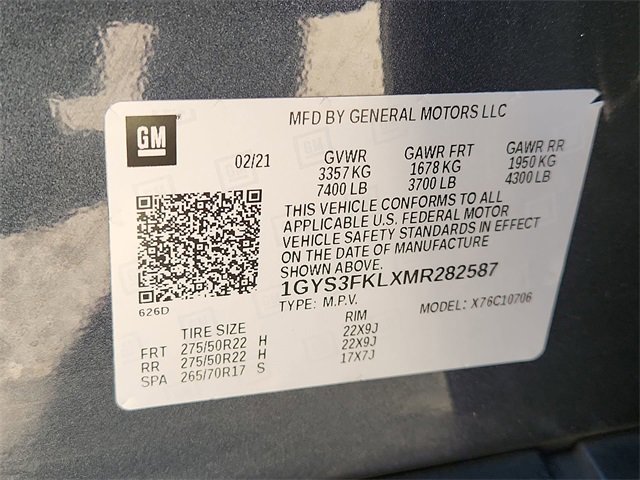 MFD BY GENERAL MOTORS LLC
GM
02/21 GVWR GAWR FRT GAWR RR
3357 KG 1678 KG 1950 KG
7400 LB 3700 LB 4300 LB
THIS VEHICLE CONFORMS TO ALL
APPLICABLE U.S. FEDERAL MOTOR
VEHICLE SAFETY STANDARDS IN EFFECT
ON THE DATE OF MANUFACTURE
SHOWN ABOVE.
1GYS3FKLXMR282587
626D
TYPE: M.P.V. MODEL: X76C10706
TIRE SIZE RIM
FRT 275/50R22 H 22X9J
RR 275/50R22 H 22X9J
SPA 265/70R17 S 17X7J